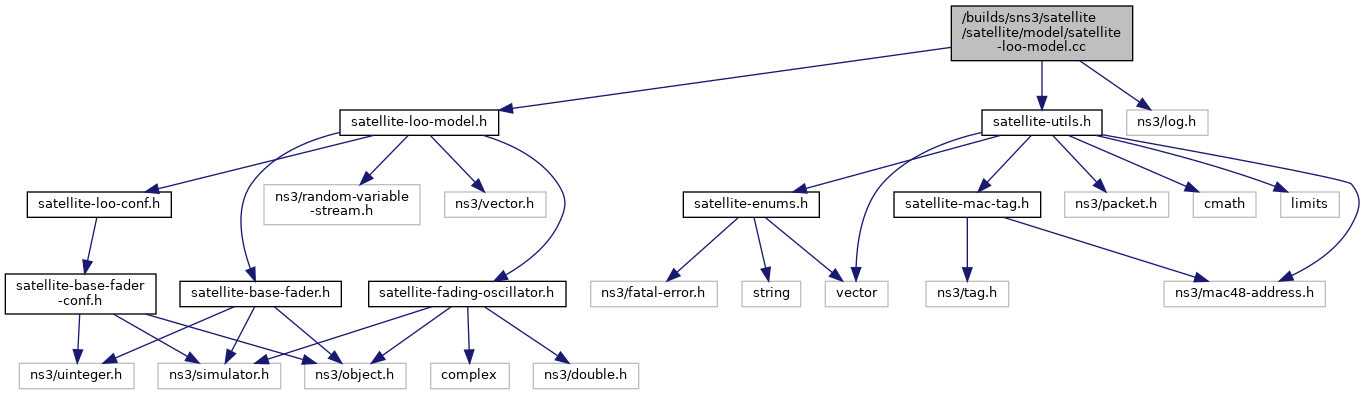 /builds/sns3/satellite
/satellite/model/satellite
-loo-model.cc
satellite-loo-model.h
satellite-utils.h
ns3/log.h
satellite-loo-conf.h
ns3/random-variable
-stream.h
ns3/vector.h
satellite-enums.h
satellite-mac-tag.h
ns3/packet.h
cmath
limits
satellite-base-fader
-conf.h
satellite-base-fader.h
satellite-fading-oscillator.h
ns3/fatal-error.h
string
vector
ns3/tag.h
ns3/mac48-address.h
ns3/uinteger.h
ns3/simulator.h
ns3/object.h
complex
ns3/double.h